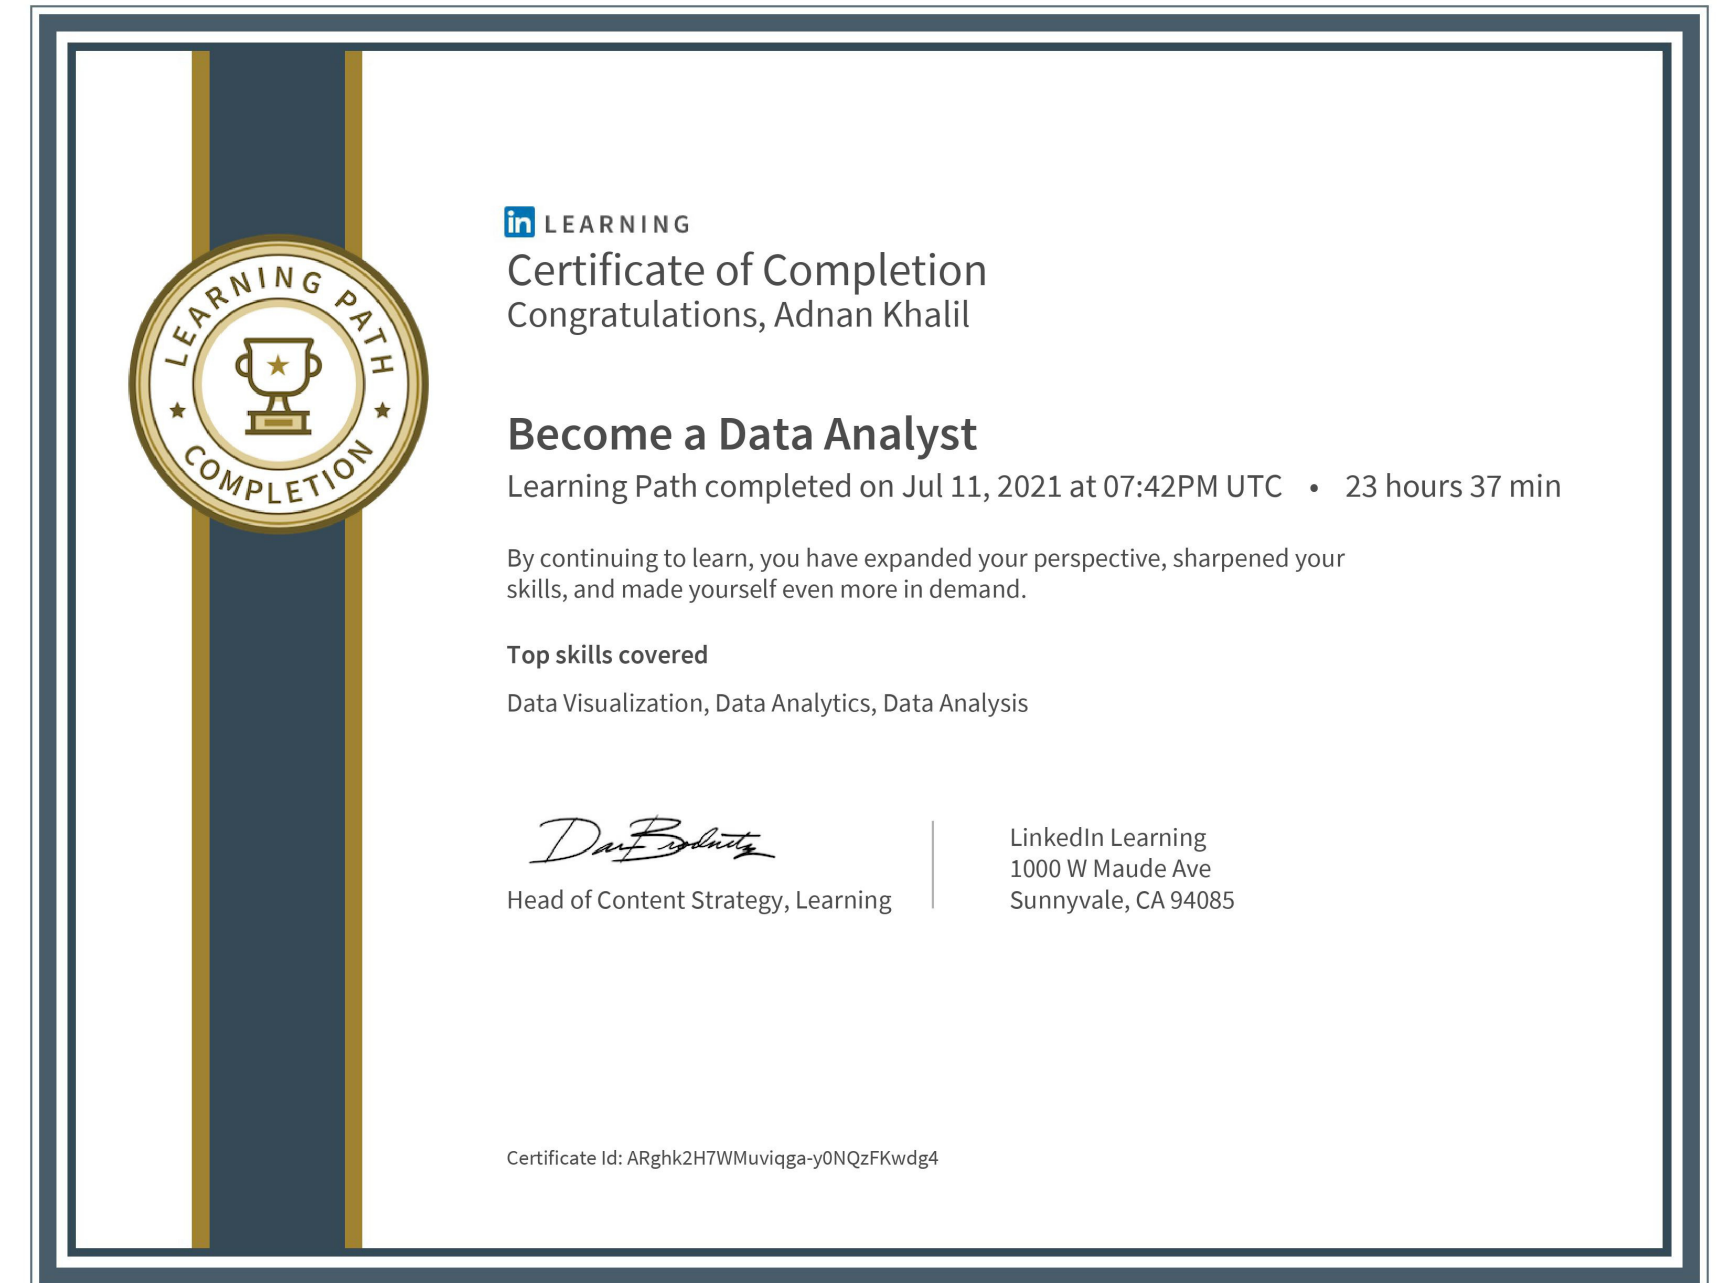 LEARNING PATH
COMPLETION
in LEARNING
Certificate of Completion
Congratulations, Adnan Khalil
Become a Data Analyst
Learning Path completed on Jul 11, 2021 at 07:42PM UTC • 23 hours 37 min
By continuing to learn, you have expanded your perspective, sharpened your
skills, and made yourself even more in demand.
Top skills covered
Data Visualization, Data Analytics, Data Analysis
Head of Content Strategy, Learning
LinkedIn Learning
1000 W Maude Ave
Sunnyvale, CA 94085
Certificate Id: ARghk2H7WMuviqga-y0NQzFKwdg4